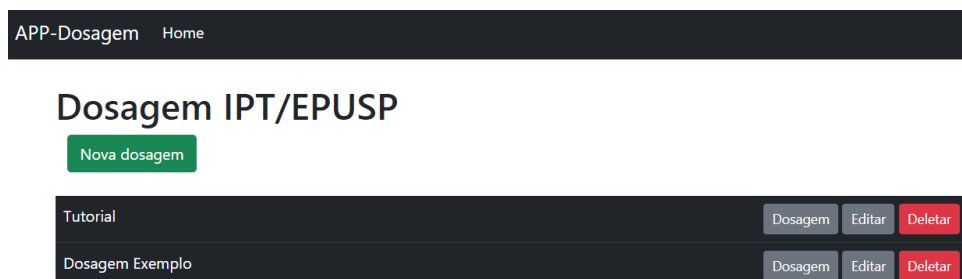 APP-Dosagem Home
Dosagem IPT/EPUSP
Nova dosagem
Tutorial Dosagem Editar Deletar
Dosagem Exemplo Dosagem Editar Deletar